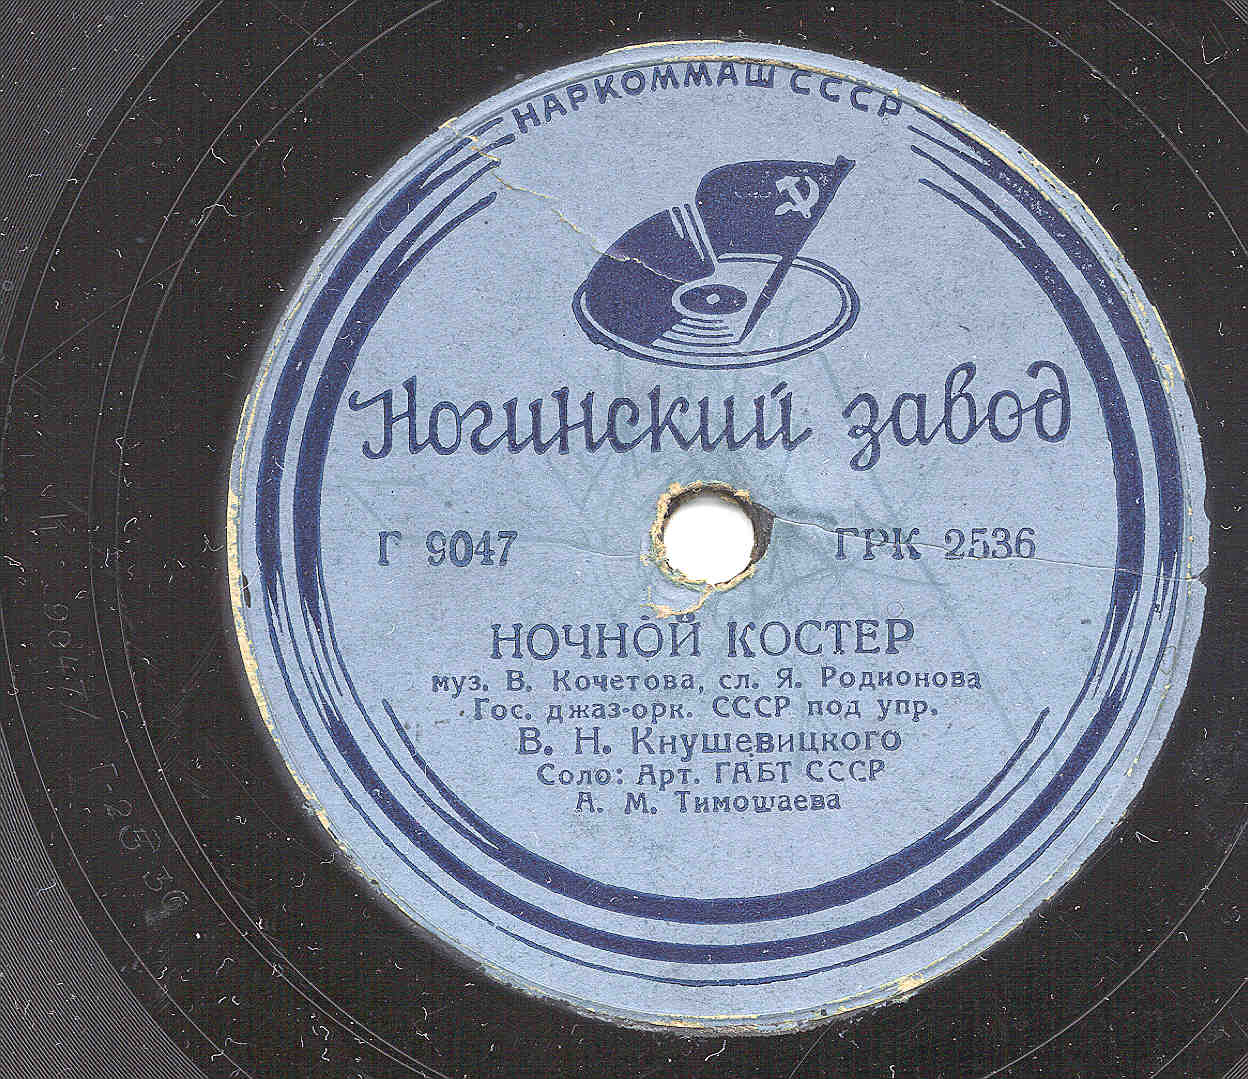 НАРКОММАШ СССР
Ногинский завод
Г 9047 ГРК 2536
НОЧНОЙ КОСТЕР
муз. В. Кочетова, сл. Я. Родионова
Гос. джаз-орк. СССР под упр.
В. Н. Кнушевицкого
Соло: Арт. ГАБТ СССР
А. М. Тимошаева